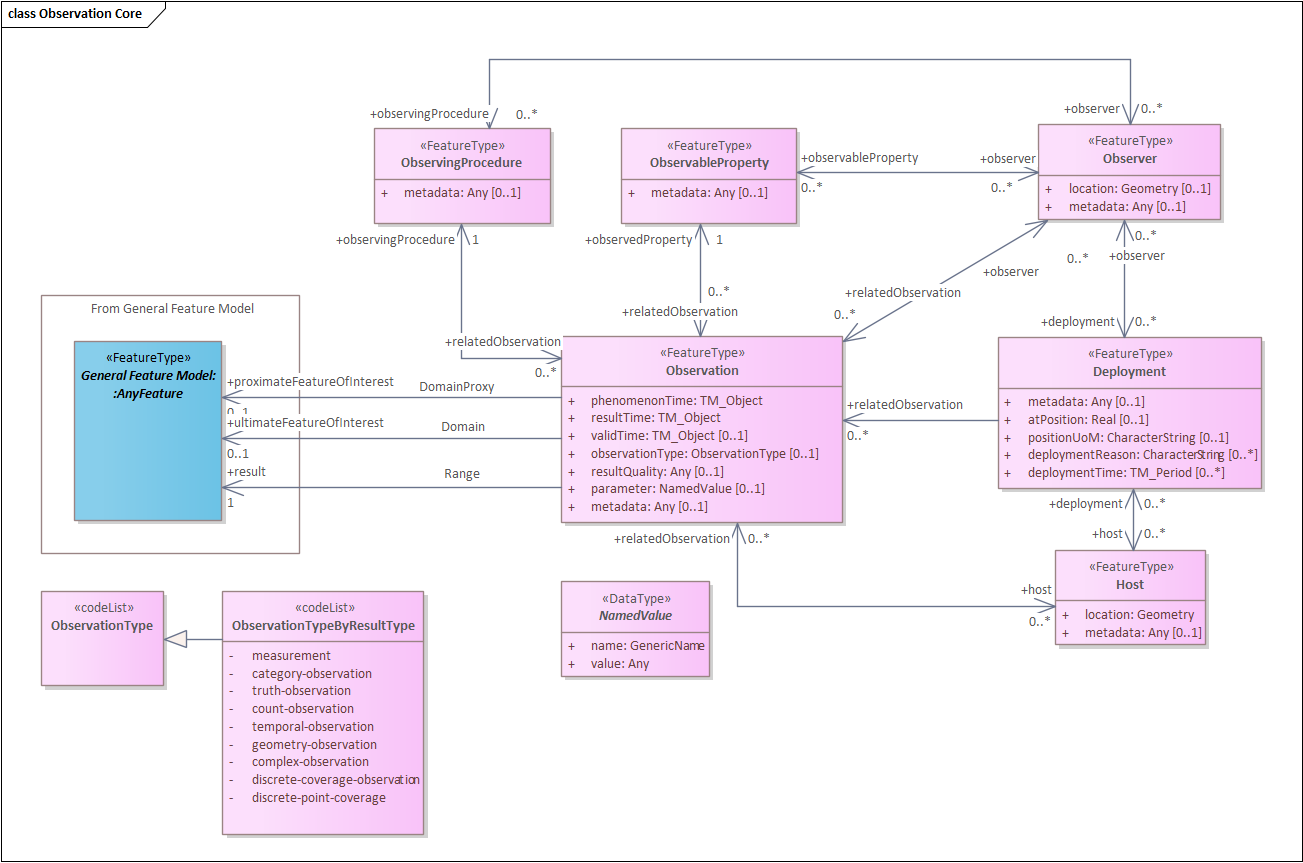 class Observation Core
+observingProcedure
0..*
+observer
0..*
«FeatureType»
ObservingProcedure
+ metadata: Any [0..1]
«FeatureType»
ObservableProperty
+ metadata: Any [0..1]
+observableProperty
0..*
+observer
0..*
«FeatureType»
Observer
+ location: Geometry [0..1]
+ metadata: Any [0..1]
+observingProcedure
1
+observedProperty
1
0..*
+observer
0..*
+observer
0..*
+relatedObservation
+relatedObservation
0..*
+deployment
0..*
+relatedObservation
0..*
From General Feature Model
«FeatureType»
General Feature Model:
:AnyFeature
+proximateFeatureOfInterest
DomainProxy
0..1
+ultimateFeatureOfInterest
Domain
0..1
+result
Range
1
«FeatureType»
Observation
+ phenomenonTime: TM_Object
+ resultTime: TM_Object
+ validTime: TM_Object [0..1]
+ observationType: ObservationType [0..1]
+ resultQuality: Any [0..1]
+ parameter: NamedValue [0..1]
+ metadata: Any [0..1]
+relatedObservation
0..*
«FeatureType»
Deployment
+ metadata: Any [0..1]
+ atPosition: Real [0..1]
+ positionUoM: CharacterString [0..1]
+ deploymentReason: CharacterString [0..*]
+ deploymentTime: TM_Period [0..*]
+deployment
0..*
+host
0..*
+relatedObservation
0..*
+host
0..*
«FeatureType»
Host
+ location: Geometry
+ metadata: Any [0..1]
«codeList»
ObservationType
«codeList»
ObservationTypeByResultType
- measurement
- category-observation
- truth-observation
- count-observation
- temporal-observation
- geometry-observation
- complex-observation
- discrete-coverage-observation
- discrete-point-coverage
«DataType»
NamedValue
+ name: GenericName
+ value: Any